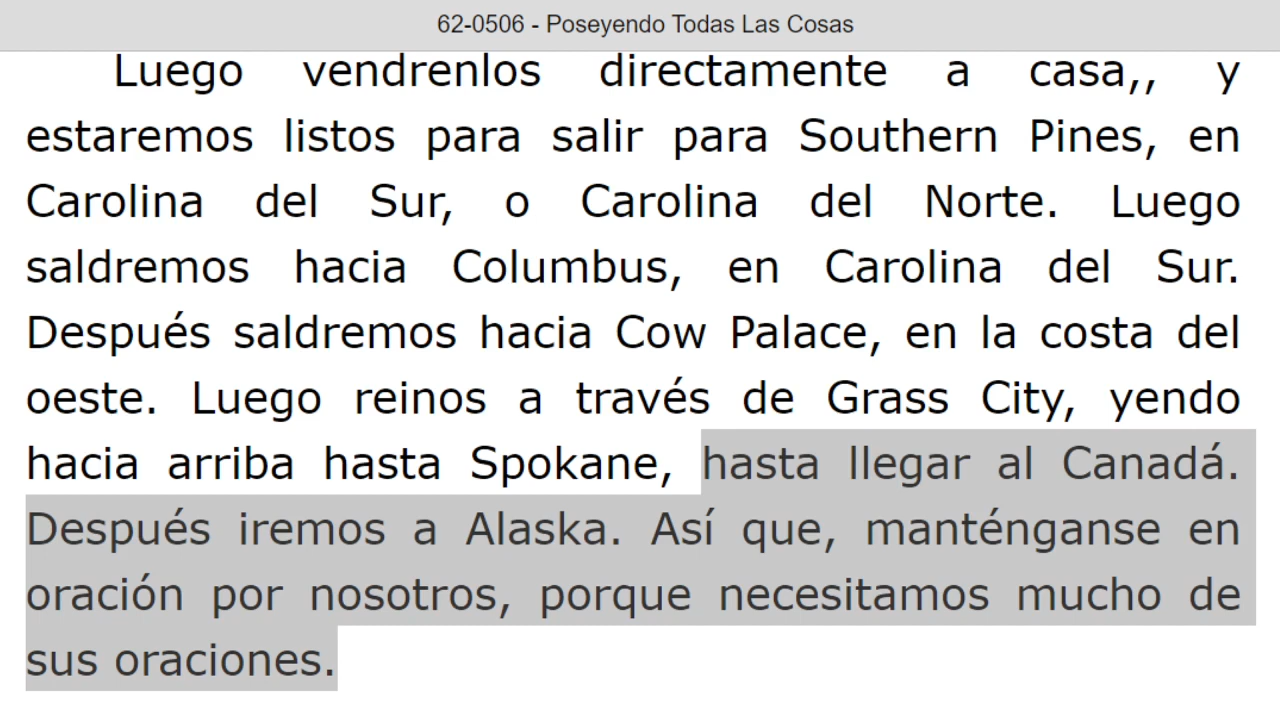 62-0506 - Poseyendo Todas Las Cosas
Luego vendrenlos directamente a casa,, y
estaremos listos para salir para Southern Pines, en
Carolina del Sur, o Carolina del Norte. Luego
saldremos hacia Columbus, en Carolina del Sur.
Después saldremos hacia Cow Palace, en la costa del
oeste. Luego reinos a través de Grass City, yendo
hacia arriba hasta Spokane, hasta llegar al Canadá.
Después iremos a Alaska. Así que, manténganse en
oración por nosotros, porque necesitamos mucho de
sus oraciones.